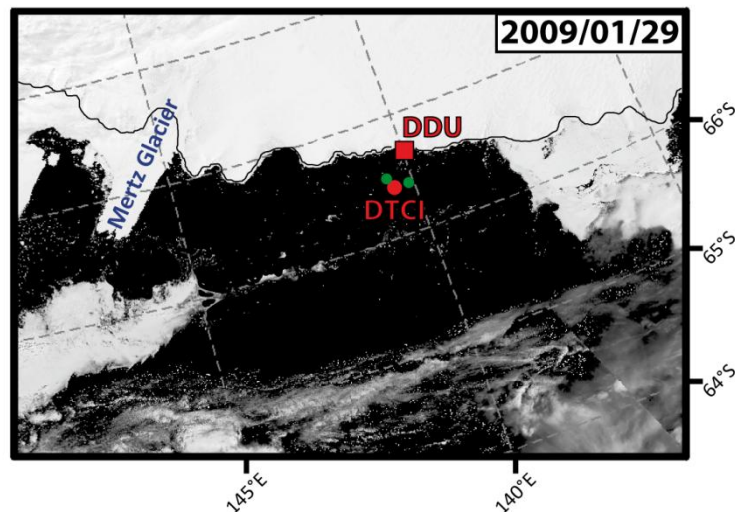 2009/01/29
Mertz Glacier
DDU
DTCI
66°S
65°S
64°S
145°E
140°E